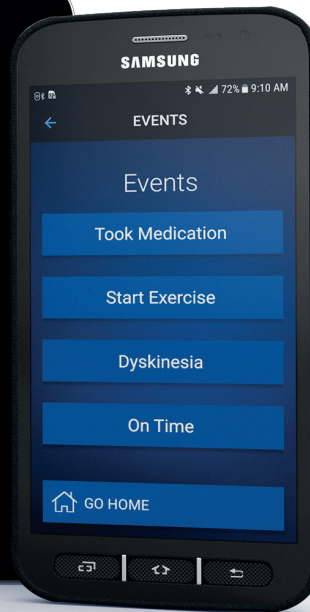 SAMSUNG
72% 9:10 AM
EVENTS
Events
Took Medication
Start Exercise
Dyskinesia
On Time
GO HOME